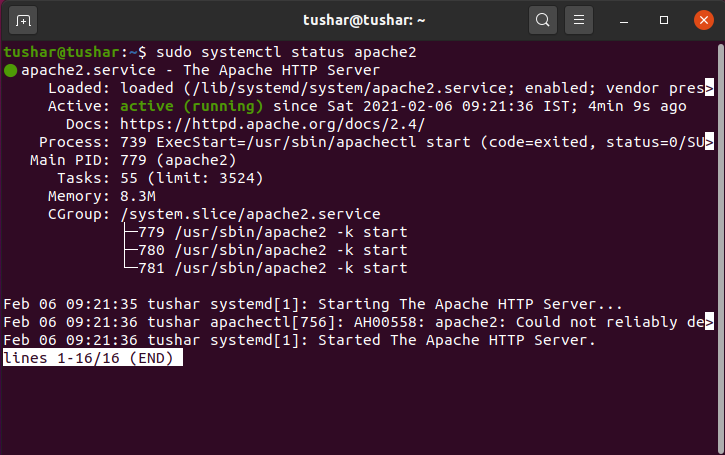 tushar@tushar: ~
tushar@tushar:~$ sudo systemctl status apache2
apache2.service - The Apache HTTP Server
Loaded: loaded (/lib/systemd/system/apache2.service; enabled; vendor pres>
Active: active (running) since Sat 2021-02-06 09:21:36 IST; 4min 9s ago
Docs: https://httpd.apache.org/docs/2.4/
Process: 739 ExecStart=/usr/sbin/apachectl start (code=exited, status=0/SU>
Main PID: 779 (apache2)
Tasks: 55 (limit: 3524)
Memory: 8.3M
CGroup: /system.slice/apache2.service
├─779 /usr/sbin/apache2 -k start
├─780 /usr/sbin/apache2 -k start
└─781 /usr/sbin/apache2 -k start
Feb 06 09:21:35 tushar systemd[1]: Starting The Apache HTTP Server...
Feb 06 09:21:36 tushar apachectl[756]: AH00558: apache2: Could not reliably de>
Feb 06 09:21:36 tushar systemd[1]: Started The Apache HTTP Server.
lines 1-16/16 (END)